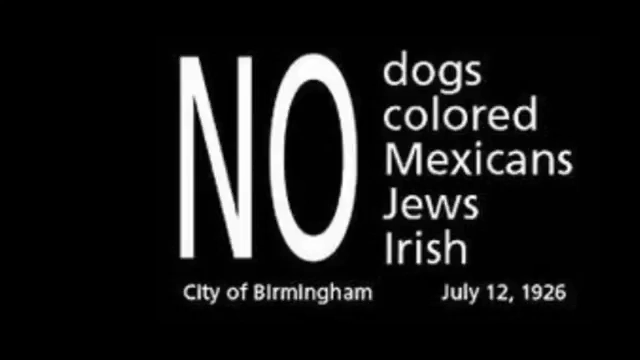 NO
dogs
colored
Mexicans
Jews
Irish
City of Birmingham
July 12, 1926